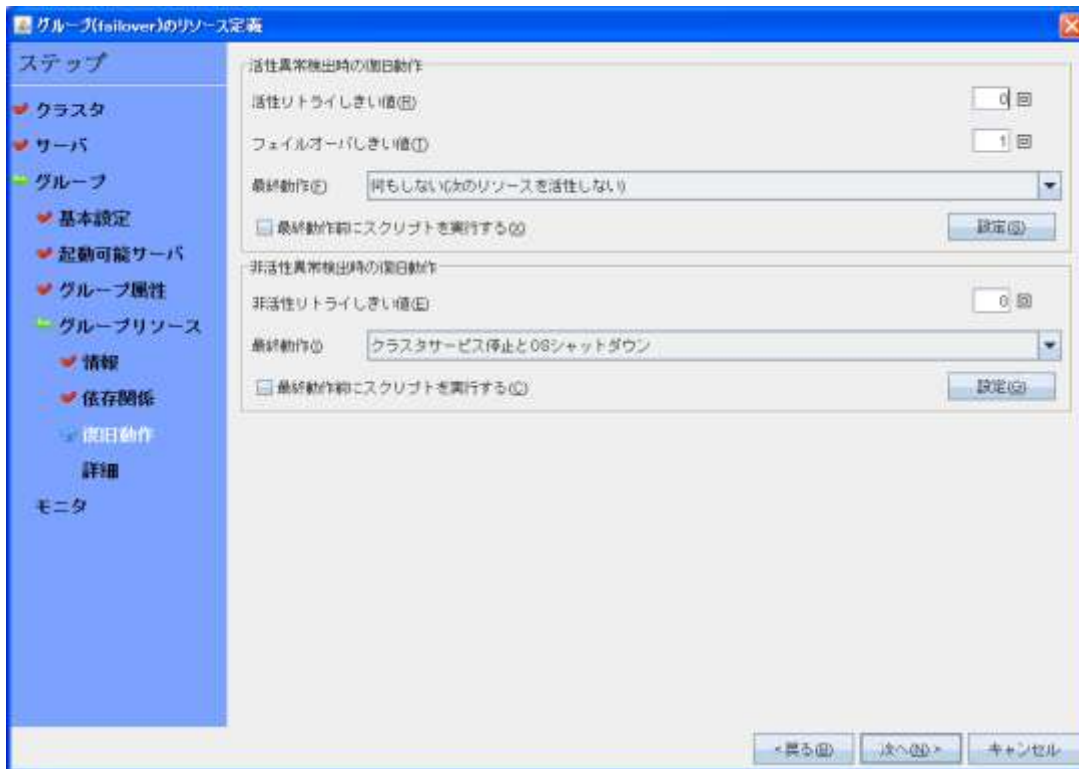 グループ(failover)のリソース定義
ステップ
クラスタ
サーバ
グループ
基本設定
起動可能サーバ
グループ属性
グループリソース
情報
依存関係
復旧動作
詳細
モニタ
活性異常検出時の復旧動作
活性リトライしきい値(R) 0 回
フェイルオーバしきい値(T) 1 回
最終動作(F) 何もしない(次のリソースを活性しない)
最終動作前にスクリプトを実行する(X) 設定(S)
非活性異常検出時の復旧動作
非活性リトライしきい値(E) 0 回
最終動作(I) クラスタサービス停止とOSシャットダウン
最終動作前にスクリプトを実行する(C) 設定(G)
<戻る(B) 次へ(N)> キャンセル